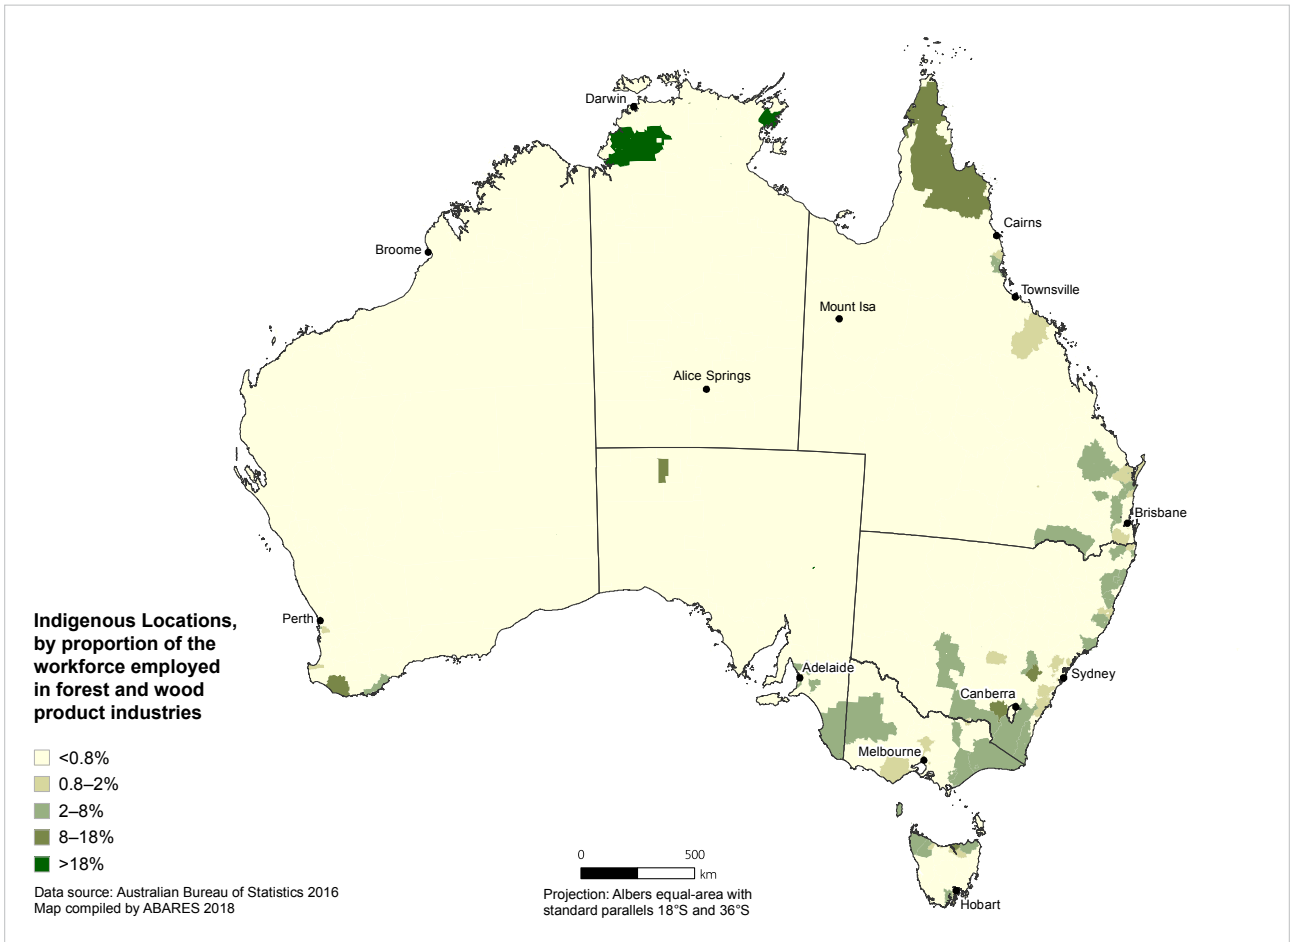 Darwin
Cairns
Broome
Townsville
Mount Isa
Alice Springs
Brisbane
Perth
Adelaide
Sydney
Canberra
Melbourne
Hobart
Indigenous Locations,
by proportion of the
workforce employed
in forest and wood
product industries
<0.8%
0.8–2%
2–8%
8–18%
>18%
Data source: Australian Bureau of Statistics 2016
Map compiled by ABARES 2018
0 500
km
Projection: Albers equal-area with
standard parallels 18°S and 36°S